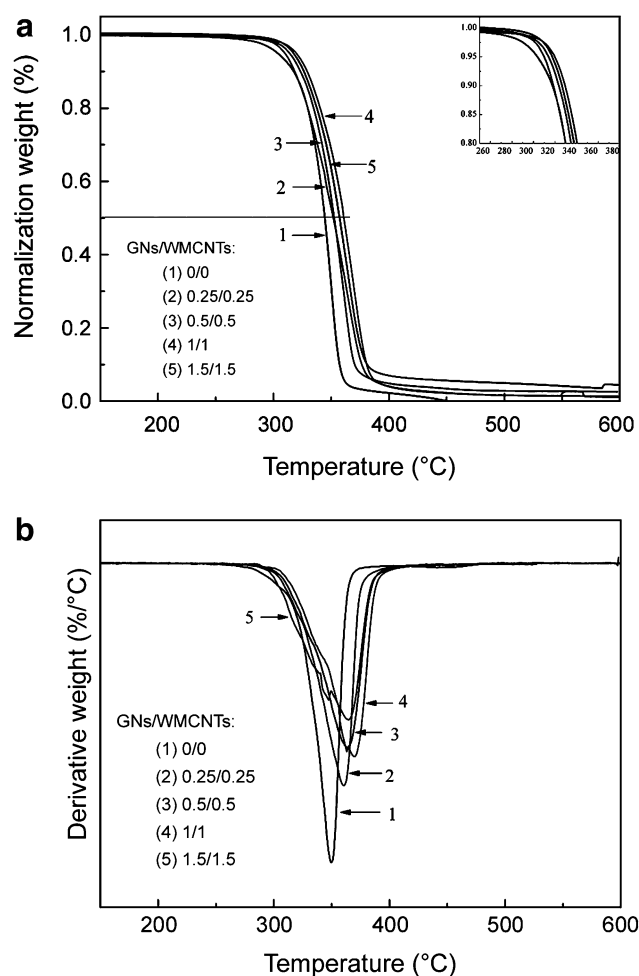 a
1.0
0.8
0.6
0.4
0.2
0.0
Normalization weight (%)
1.00
0.95
0.90
0.85
0.80
260 280 300 320 340 360 380
4
3
5
2
1
GNs/WMCNTs:
(1) 0/0
(2) 0.25/0.25
(3) 0.5/0.5
(4) 1/1
(5) 1.5/1.5
200 300 400 500 600
Temperature (°C)
b
Derivative weight (%/°C)
5
4
3
2
1
GNs/WMCNTs:
(1) 0/0
(2) 0.25/0.25
(3) 0.5/0.5
(4) 1/1
(5) 1.5/1.5
200 300 400 500 600
Temperature (°C)